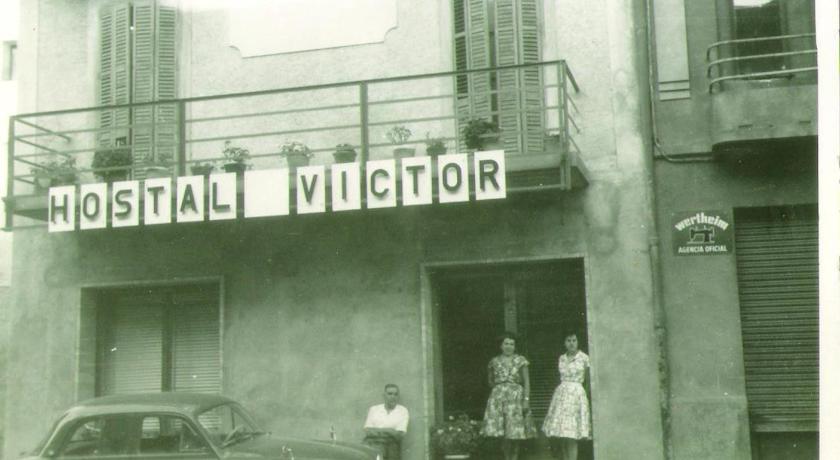 HOSTAL VICTOR
wertheim
AGENCIA OFICIAL